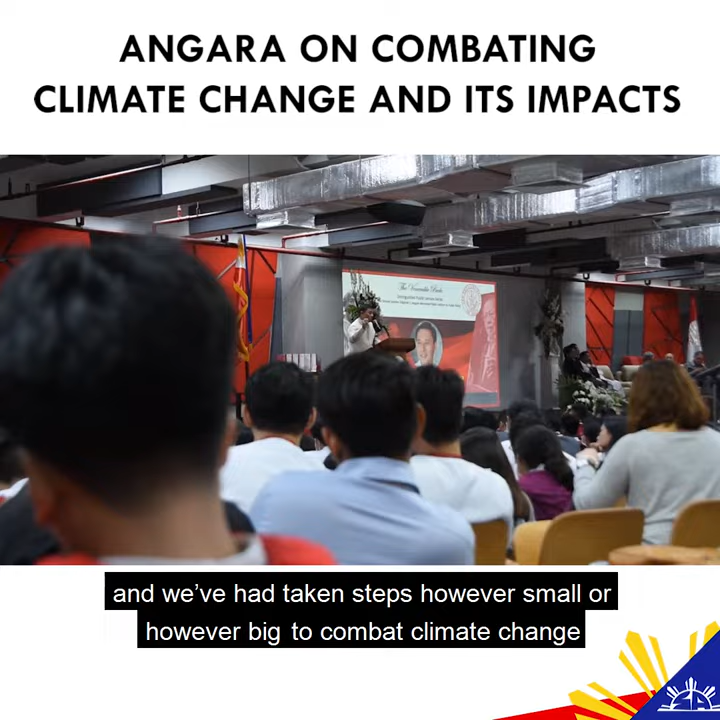 ANGARA ON COMBATING
CLIMATE CHANGE AND ITS IMPACTS
and we've had taken steps however small or
however big to combat climate change